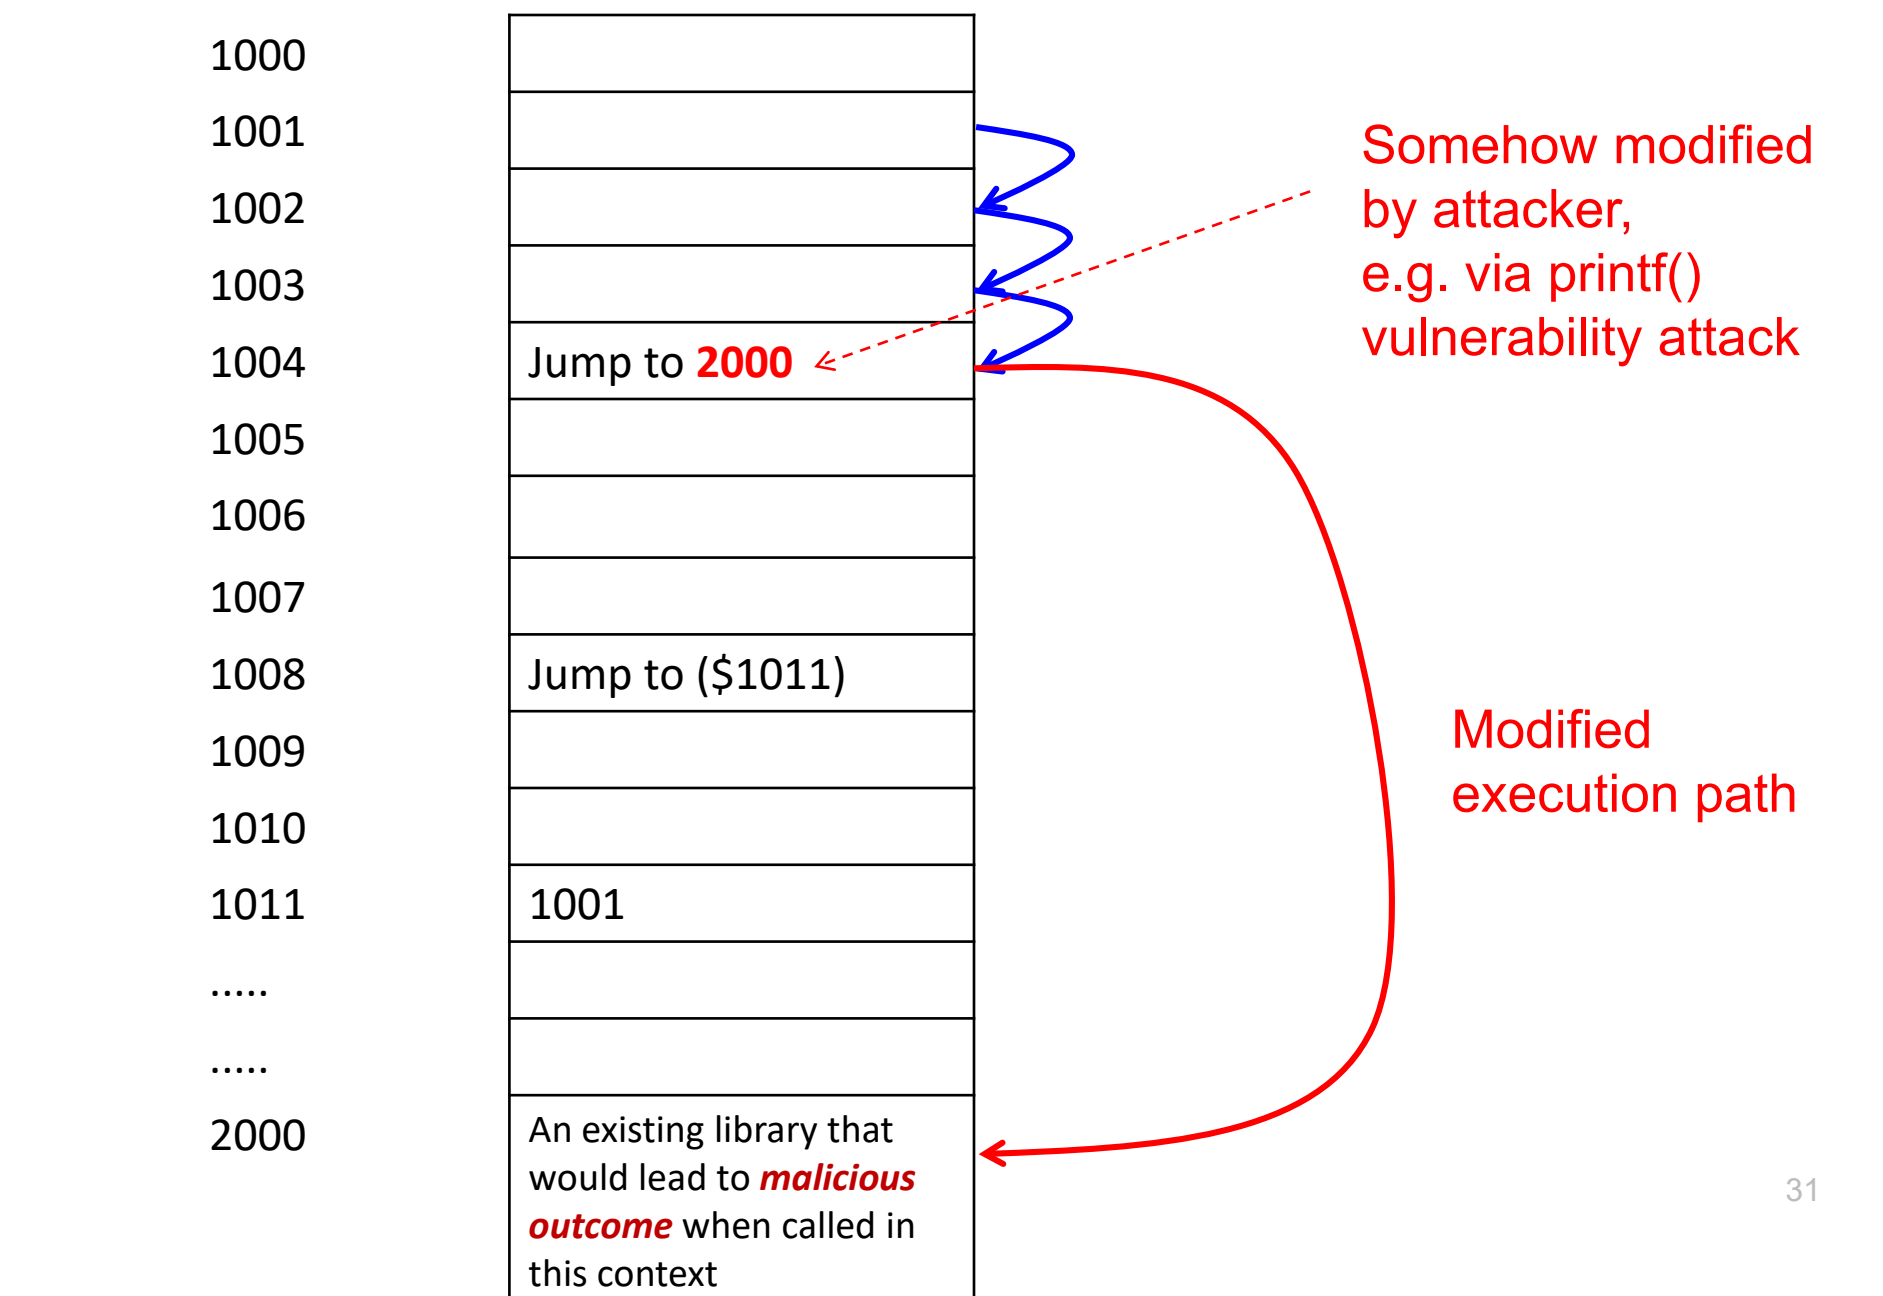 1000
1001
1002
1003
1004 Jump to 2000
1005
1006
1007
1008 Jump to ($1011)
1009
1010
1011 1001
.....
.....
2000
An existing library that
would lead to malicious
outcome when called in
this context
Somehow modified
by attacker,
e.g. via printf()
vulnerability attack
Modified
execution path
31